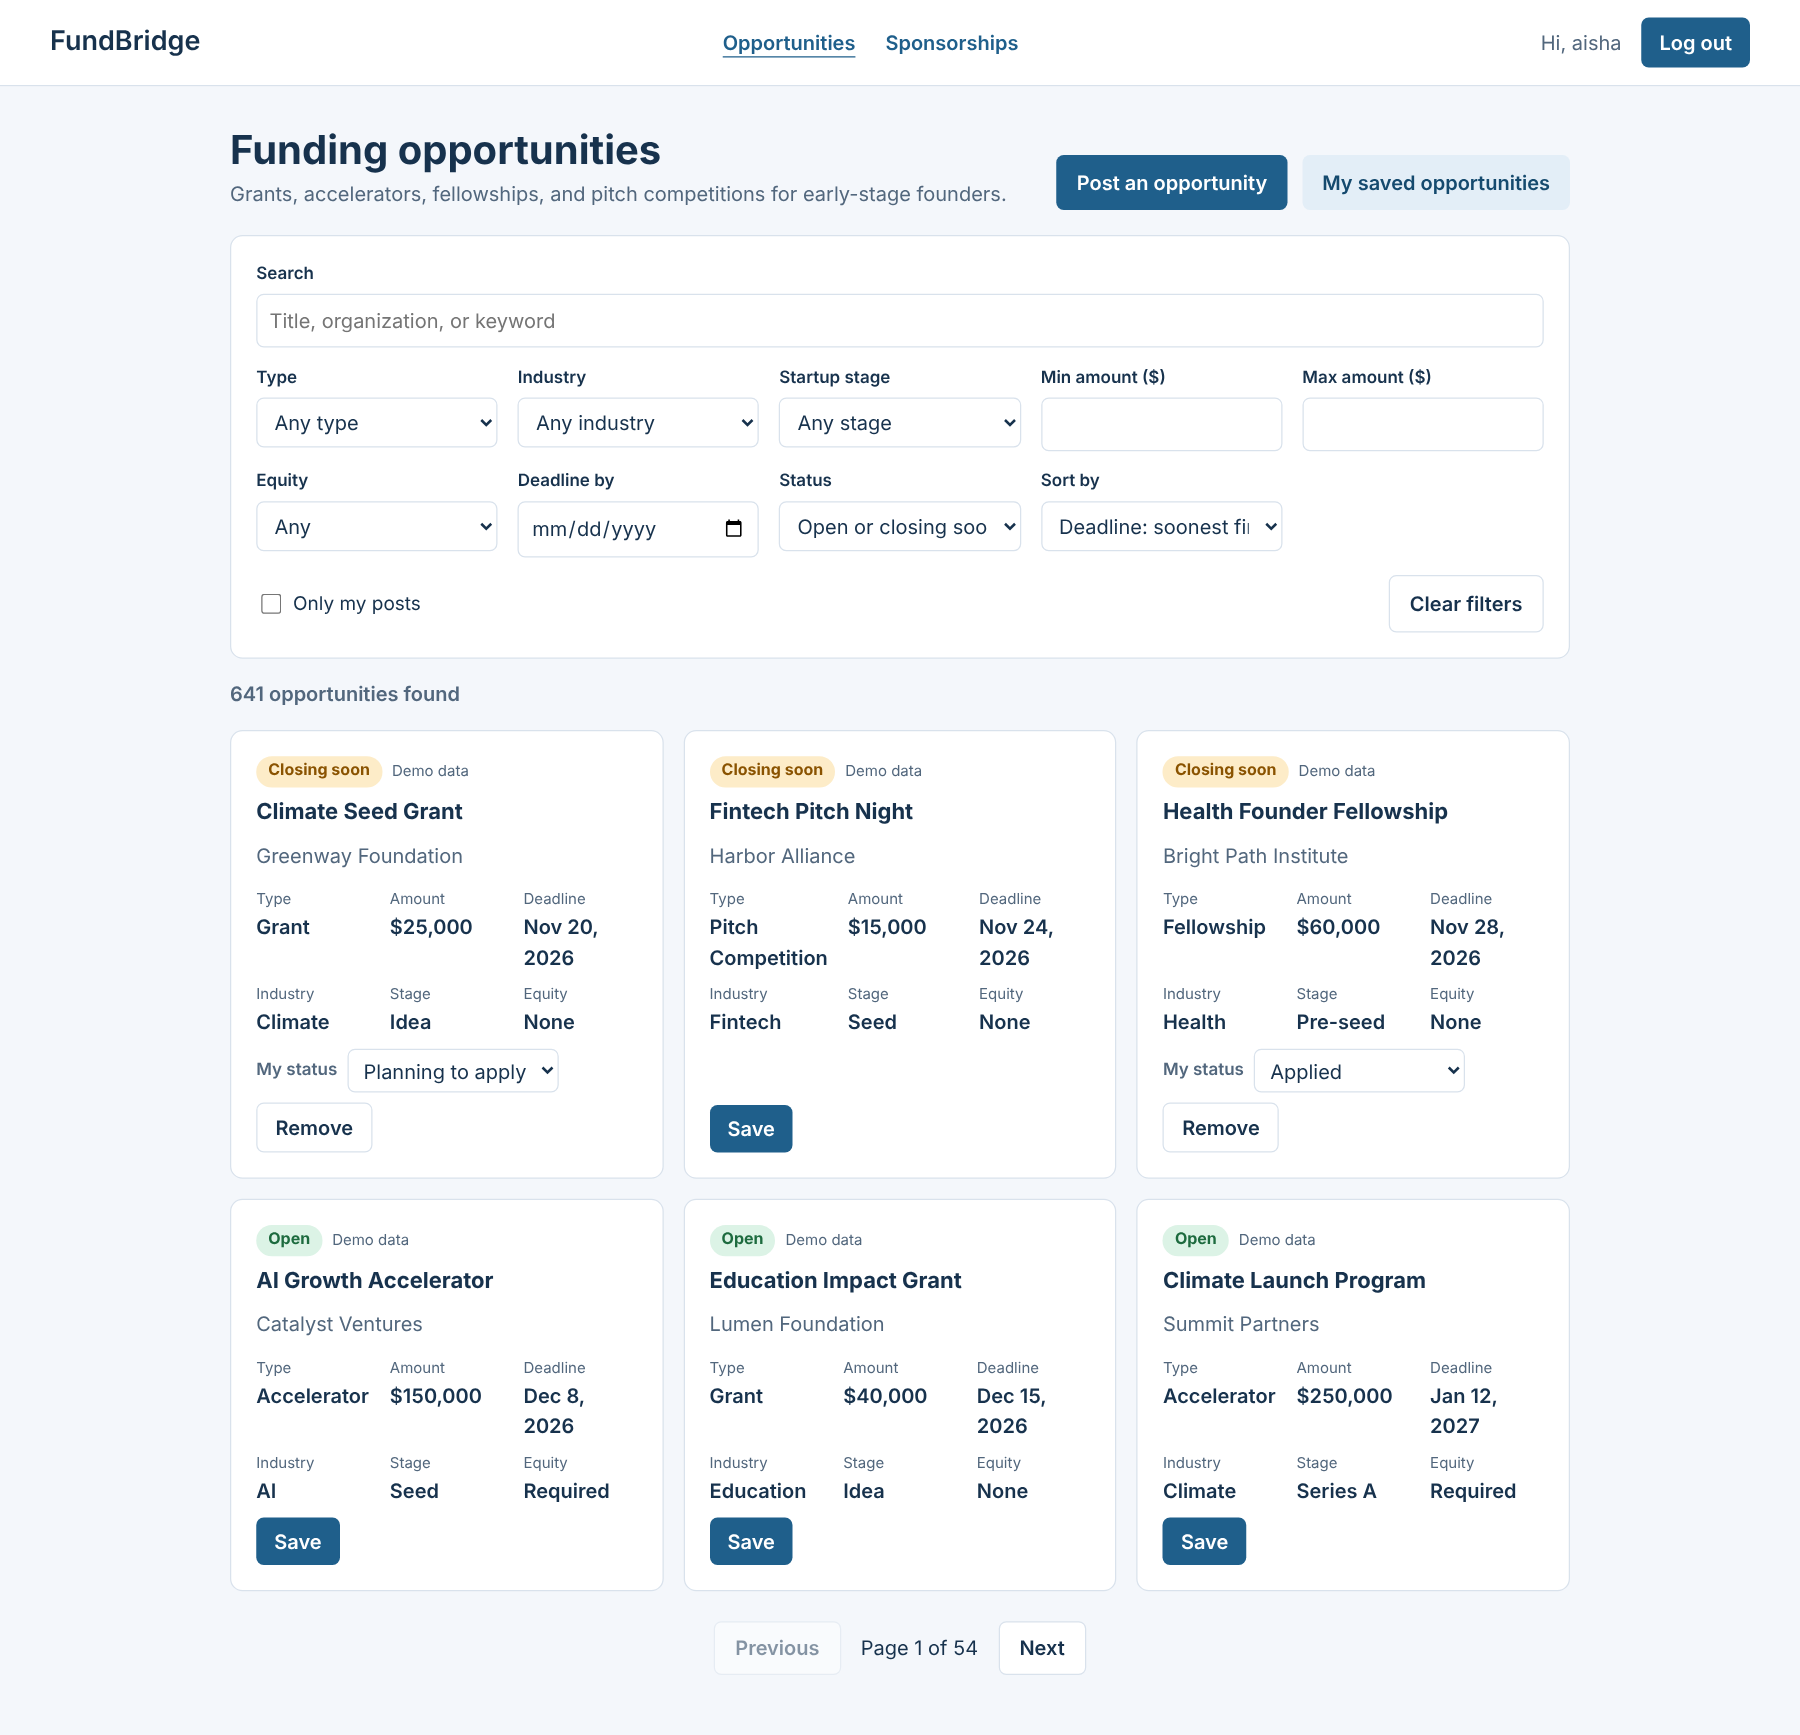 FundBridge
Opportunities Sponsorships
Hi, aisha Log out
Funding opportunities
Grants, accelerators, fellowships, and pitch competitions for early-stage founders.
Post an opportunity My saved opportunities
Search
Title, organization, or keyword
Type Industry Startup stage Min amount ($) Max amount ($)
Any type Any industry Any stage
Equity Deadline by Status Sort by
Any mm/dd/yyyy Open or closing soo Deadline: soonest fi
Only my posts Clear filters
641 opportunities found
Closing soon Demo data
Climate Seed Grant
Greenway Foundation
Type Amount Deadline
Grant $25,000 Nov 20,
2026
Industry Stage Equity
Climate Idea None
My status Planning to apply
Remove
Closing soon Demo data
Fintech Pitch Night
Harbor Alliance
Type Amount Deadline
Pitch $15,000 Nov 24,
Competition 2026
Industry Stage Equity
Fintech Seed None
Save
Closing soon Demo data
Health Founder Fellowship
Bright Path Institute
Type Amount Deadline
Fellowship $60,000 Nov 28,
2026
Industry Stage Equity
Health Pre-seed None
My status Applied
Remove
Open Demo data
AI Growth Accelerator
Catalyst Ventures
Type Amount Deadline
Accelerator $150,000 Dec 8,
2026
Industry Stage Equity
AI Seed Required
Save
Open Demo data
Education Impact Grant
Lumen Foundation
Type Amount Deadline
Grant $40,000 Dec 15,
2026
Industry Stage Equity
Education Idea None
Save
Open Demo data
Climate Launch Program
Summit Partners
Type Amount Deadline
Accelerator $250,000 Jan 12,
2027
Industry Stage Equity
Climate Series A Required
Save
Previous Page 1 of 54 Next